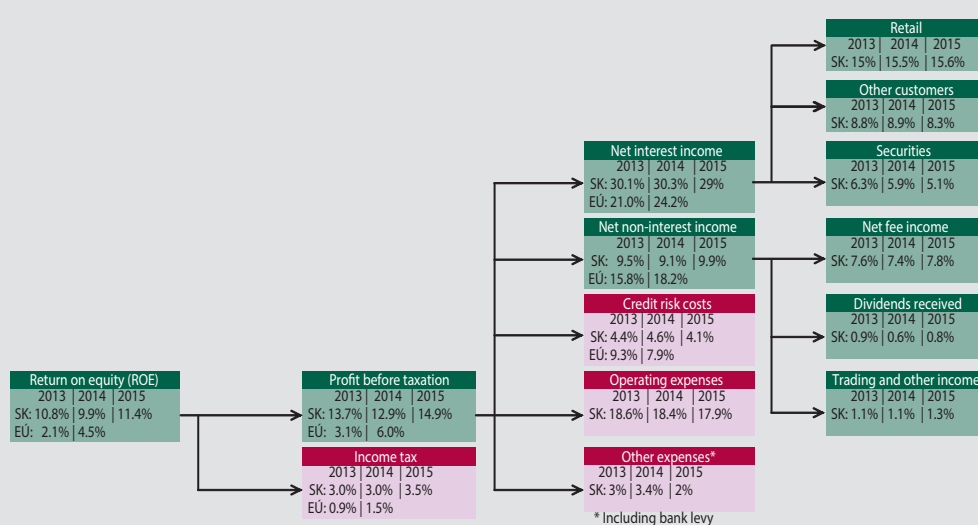 Retail
2013 | 2014 | 2015
SK: 15% | 15.5% | 15.6%
Other customers
2013 | 2014 | 2015
SK: 8.8% | 8.9% | 8.3%
Net interest income
2013 | 2014 | 2015
SK: 30.1% | 30.3% | 29%
EÚ: 21.0% | 24.2%
Securities
2013 | 2014 | 2015
SK: 6.3% | 5.9% | 5.1%
Net non-interest income
2013 | 2014 | 2015
SK: 9.5% | 9.1% | 9.9%
EÚ: 15.8% | 18.2%
Net fee income
2013 | 2014 | 2015
SK: 7.6% | 7.4% | 7.8%
Credit risk costs
2013 | 2014 | 2015
SK: 4.4% | 4.6% | 4.1%
EÚ: 9.3% | 7.9%
Dividends received
2013 | 2014 | 2015
SK: 0.9% | 0.6% | 0.8%
Return on equity (ROE)
2013 | 2014 | 2015
SK: 10.8% | 9.9% | 11.4%
EÚ: 2.1% | 4.5%
Profit before taxation
2013 | 2014 | 2015
SK: 13.7% | 12.9% | 14.9%
EÚ: 3.1% | 6.0%
Operating expenses
2013 | 2014 | 2015
SK: 18.6% | 18.4% | 17.9%
Trading and other income
2013 | 2014 | 2015
SK: 1.1% | 1.1% | 1.3%
Income tax
2013 | 2014 | 2015
SK: 3.0% | 3.0% | 3.5%
EÚ: 0.9% | 1.5%
Other expenses*
2013 | 2014 | 2015
SK: 3% | 3.4% | 2%
* Including bank levy